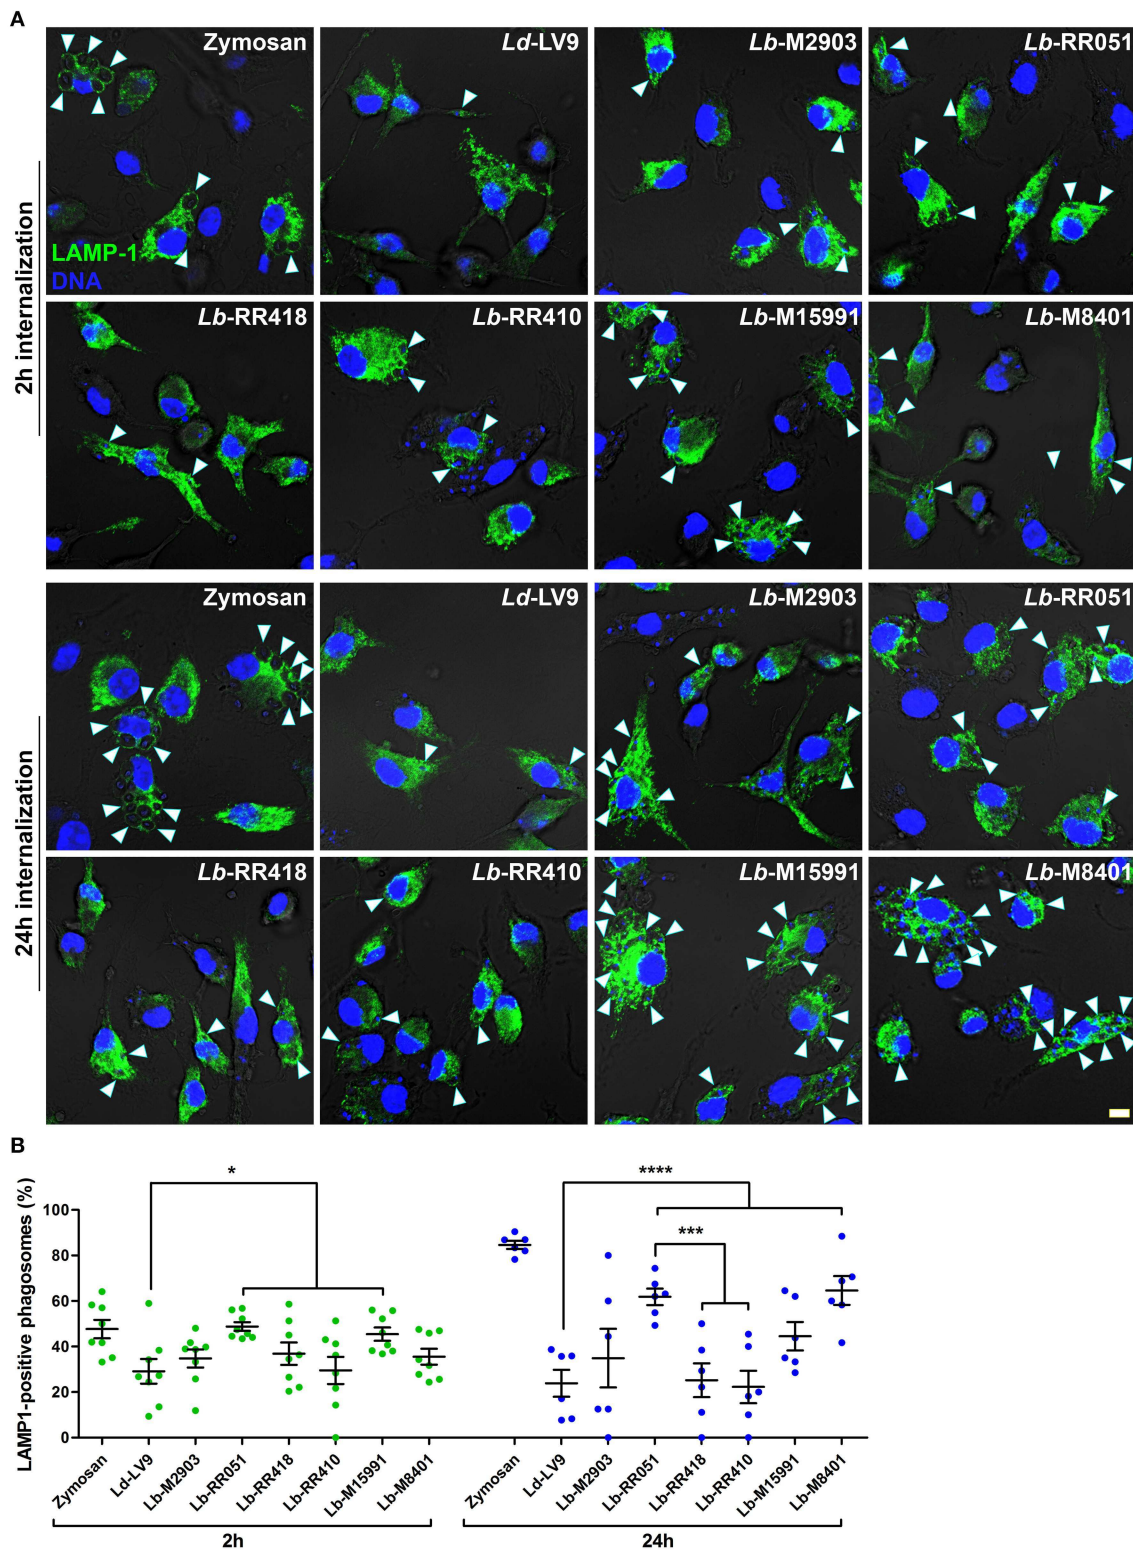 A
Zymosan Ld-LV9 Lb-M2903 Lb-RR051
LAMP-1
DNA
2h internalization
Lb-RR418 Lb-RR410 Lb-M15991 Lb-M8401
Zymosan Ld-LV9 Lb-M2903 Lb-RR051
24h internalization
Lb-RR418 Lb-RR410 Lb-M15991 Lb-M8401
B
LAMP1-positive phagosomes (%)
* **** 
***
100
80
60
40
20
0
Zymosan Ld-LV9 Lb-M2903 Lb-RR051 Lb-RR418 Lb-RR410 Lb-M15991 Lb-M8401 Zymosan Ld-LV9 Lb-M2903 Lb-RR051 Lb-RR418 Lb-RR410 Lb-M15991 Lb-M8401
2h 24h